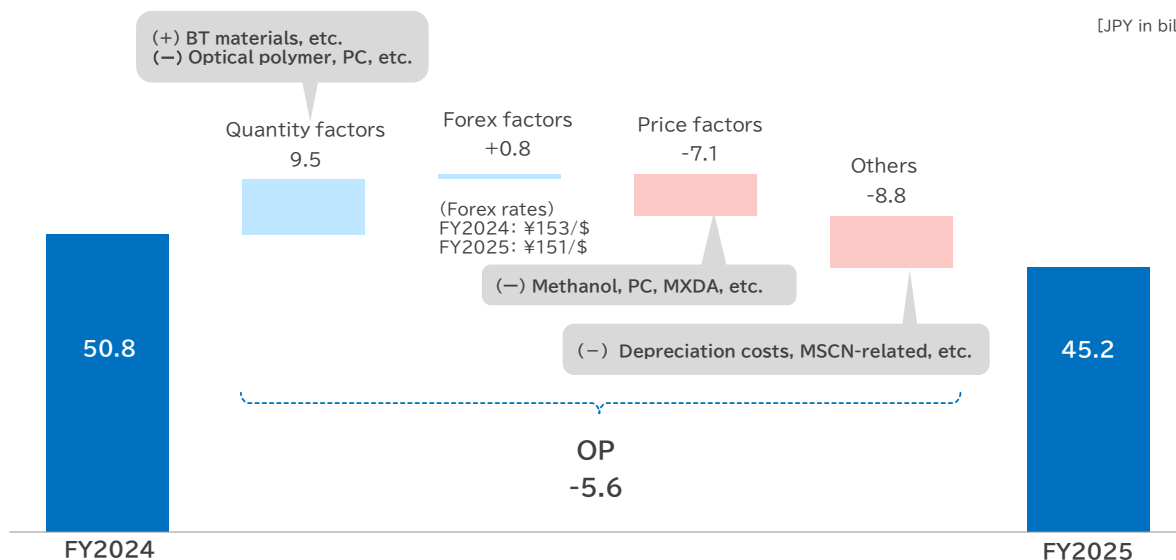 [JPY in bil
(+) BT materials, etc.
(−) Optical polymer, PC, etc.
Quantity factors
9.5
Forex factors
+0.8
(Forex rates)
FY2024: ¥153/$
FY2025: ¥151/$
Price factors
-7.1
(−) Methanol, PC, MXDA, etc.
Others
-8.8
(−) Depreciation costs, MSCN-related, etc.
50.8
45.2
OP
-5.6
FY2024
FY2025